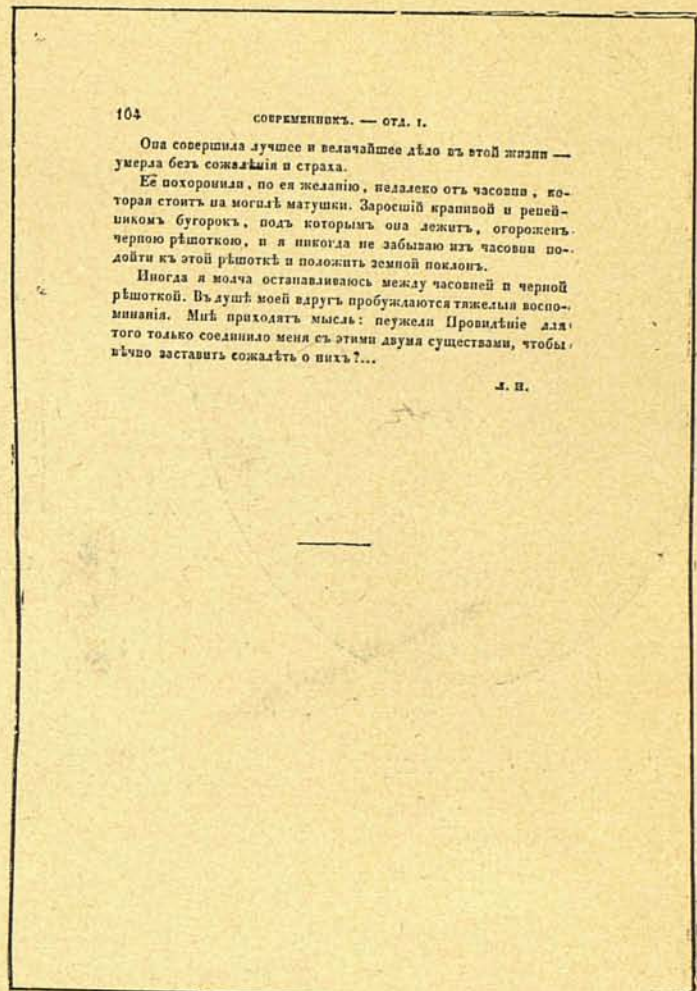 104
СОВРЕМЕННИКЪ. — ОТД. I.
Она совершила лучшее и величайшее дѣло въ этой жизни —
умерла безъ сожалѣнія и страха.
Ее похоронили, по ея желанію, недалеко отъ часовни, ко-
торая стоитъ на могилѣ матушки. Заросшій крапивой и репей-
никомъ бугорокъ, подъ которымъ она лежитъ, огороженъ
черною рѣшоткою, и я никогда не забываю изъ часовни по-
дойти къ этой рѣшоткѣ и положить земной поклонъ.
Иногда я молча останавливаюсь между часовней и черной
рѣшоткой. Въ душѣ моей вдругъ пробуждаются тяжелыя воспо-
минанія. Мнѣ приходятъ мысль: неужели Провидѣніе для
того только соединило меня съ этими двумя существами, чтобы
вѣчно заставить сожалѣть о нихъ?...
Л. Н.